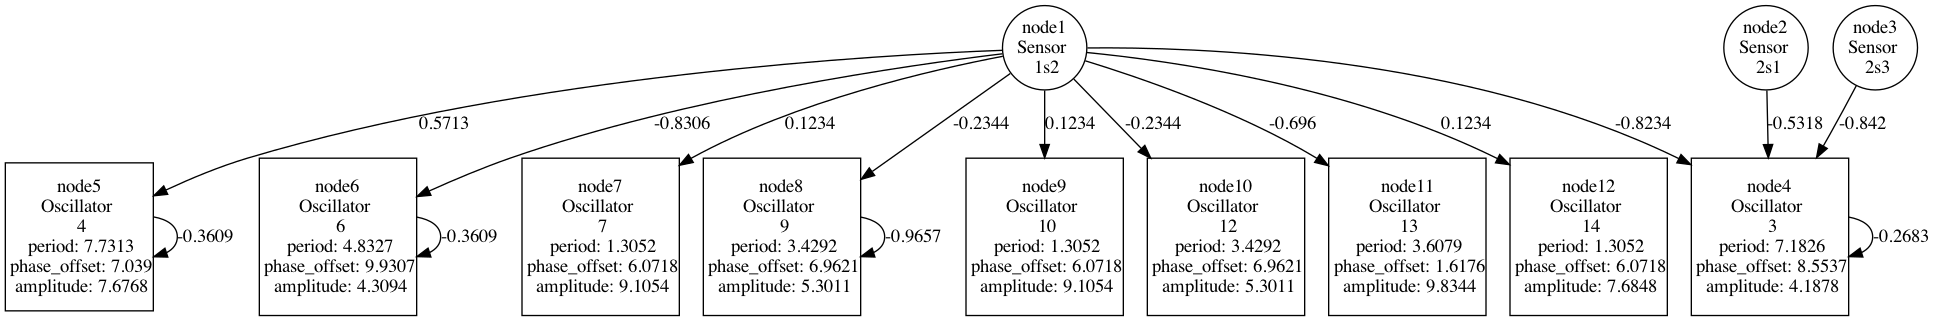 node1
Sensor
1s2
node2
Sensor
2s1
node3
Sensor
2s3
0.5713
-0.8306
0.1234
-0.2344
0.1234
-0.2344
-0.696
0.1234
-0.8234
-0.5318
-0.842
node5
Oscillator
4
period: 7.7313
phase_offset: 7.039
amplitude: 7.6768
-0.3609
node6
Oscillator
6
period: 4.8327
phase_offset: 9.9307
amplitude: 4.3094
-0.3609
node7
Oscillator
7
period: 1.3052
phase_offset: 6.0718
amplitude: 9.1054
node8
Oscillator
9
period: 3.4292
phase_offset: 6.9621
amplitude: 5.3011
-0.9657
node9
Oscillator
10
period: 1.3052
phase_offset: 6.0718
amplitude: 9.1054
node10
Oscillator
12
period: 3.4292
phase_offset: 6.9621
amplitude: 5.3011
node11
Oscillator
13
period: 3.6079
phase_offset: 1.6176
amplitude: 9.8344
node12
Oscillator
14
period: 1.3052
phase_offset: 6.0718
amplitude: 7.6848
node4
Oscillator
3
period: 7.1826
phase_offset: 8.5537
amplitude: 4.1878
-0.2683